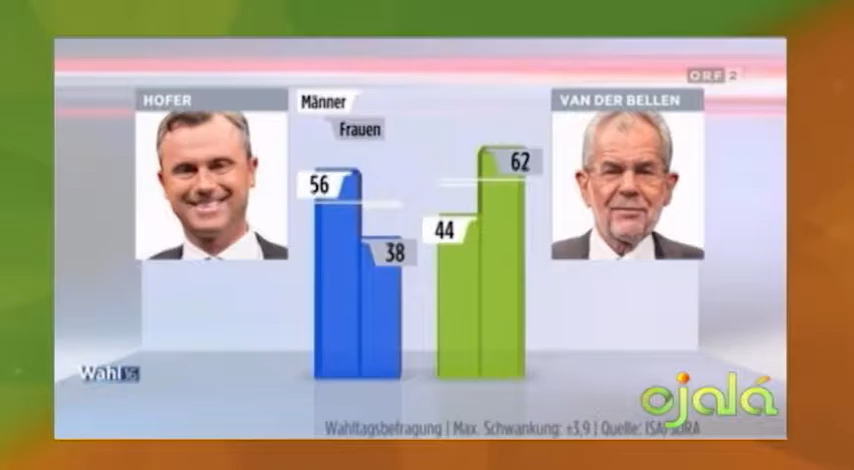 ORF 2
HOFER
Männer
VAN DER BELLEN
Frauen
56
62
44
38
Wahl 16
ojalá
Wahltagsbefragung | Max. Schwankung: ±3,9 | Quelle: ISA/SORA